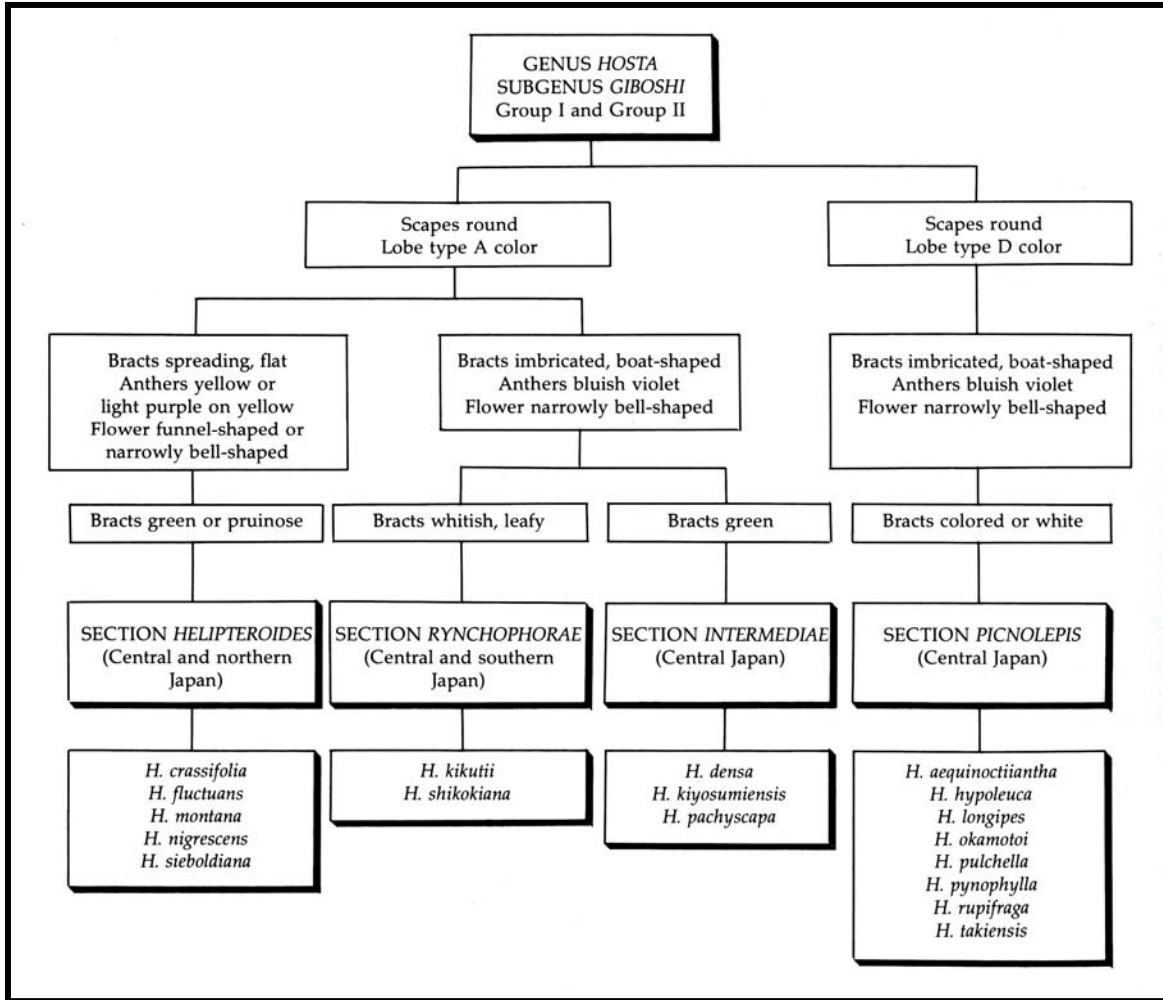 GENUS HOSTA
SUBGENUS GIBOSHI
Group I and Group II
Scapes round
Lobe type A color
Scapes round
Lobe type D color
Bracts spreading, flat
Anthers yellow or
light purple on yellow
Flower funnel-shaped or
narrowly bell-shaped
Bracts imbricated, boat-shaped
Anthers bluish violet
Flower narrowly bell-shaped
Bracts imbricated, boat-shaped
Anthers bluish violet
Flower narrowly bell-shaped
Bracts green or pruinose
Bracts whitish, leafy
Bracts green
Bracts colored or white
SECTION HELIPTEROIDES
(Central and northern
Japan)
SECTION RYNCHOPHORAE
(Central and southern
Japan)
SECTION INTERMEDIAE
(Central Japan)
SECTION PICNOLEPIS
(Central Japan)
H. crassifolia
H. fluctuans
H. montana
H. nigrescens
H. sieboldiana
H. kikutii
H. shikokiana
H. densa
H. kiyosumiensis
H. pachyscapa
H. aequinoctiiantha
H. hypoleuca
H. longipes
H. okamotoi
H. pulchella
H. pynophylla
H. rupifraga
H. takiensis